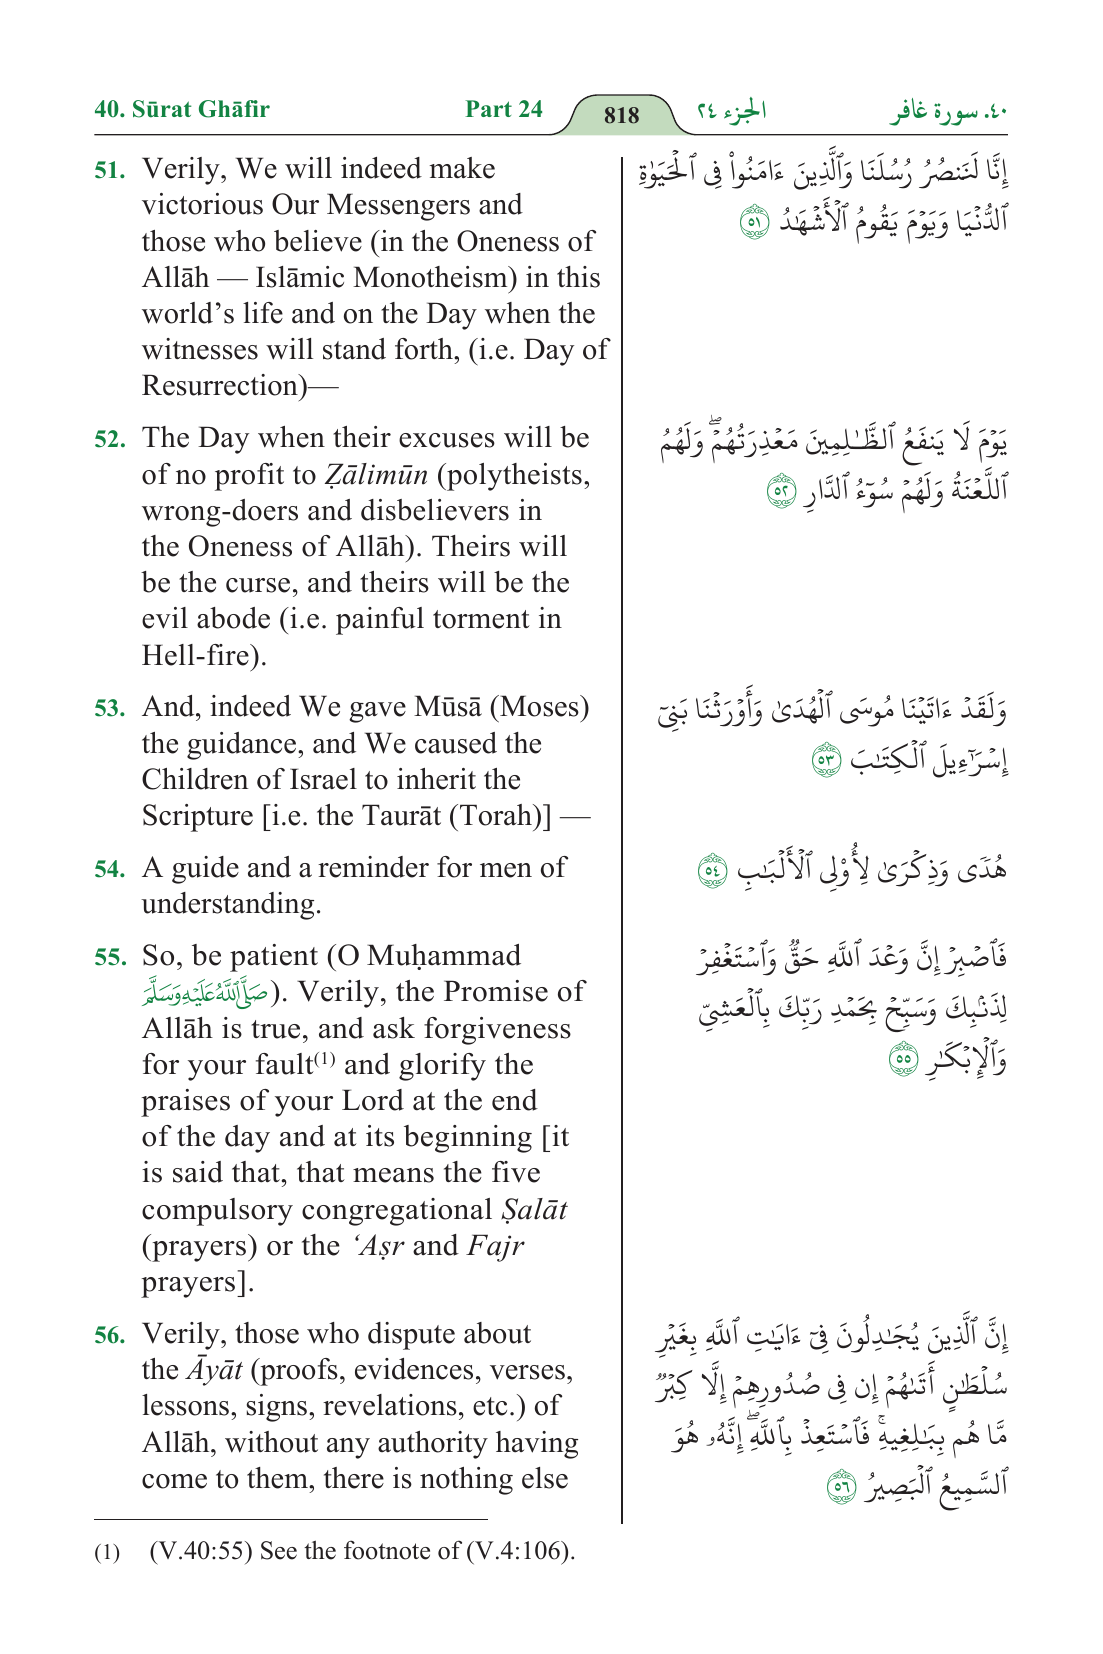 40. Sūrat Ghāfir
Part 24
818
الجزء ٢٤
٤٠. سورة غافر
51. Verily, We will indeed make
victorious Our Messengers and
those who believe (in the Oneness of
Allāh — Islāmic Monotheism) in this
world’s life and on the Day when the
witnesses will stand forth, (i.e. Day of
Resurrection)—
إِنَّا لَنَنصُرُ رُسُلَنَا وَٱلَّذِينَ ءَامَنُوا۟ فِى ٱلْحَيَوٰةِ
ٱلدُّنْيَا وَيَوْمَ يَقُومُ ٱلْأَشْهَـٰدُ ٥١
52. The Day when their excuses will be
of no profit to Ẓālimūn (polytheists,
wrong-doers and disbelievers in
the Oneness of Allāh). Theirs will
be the curse, and theirs will be the
evil abode (i.e. painful torment in
Hell-fire).
يَوْمَ لَا يَنفَعُ ٱلظَّـٰلِمِينَ مَعْذِرَتُهُمْ ۖ وَلَهُمُ
ٱللَّعْنَةُ وَلَهُمْ سُوٓءُ ٱلدَّارِ ٥٢
53. And, indeed We gave Mūsā (Moses)
the guidance, and We caused the
Children of Israel to inherit the
Scripture [i.e. the Taurāt (Torah)] —
وَلَقَدْ ءَاتَيْنَا مُوسَى ٱلْهُدَىٰ وَأَوْرَثْنَا بَنِىٓ
إِسْرَٰٓءِيلَ ٱلْكِتَـٰبَ ٥٣
54. A guide and a reminder for men of
understanding.
هُدًى وَذِكْرَىٰ لِأُو۟لِى ٱلْأَلْبَـٰبِ ٥٤
55. So, be patient (O Muḥammad
صَلَّى ٱللَّهُ عَلَيْهِ وَسَلَّمَ). Verily, the Promise of
Allāh is true, and ask forgiveness
for your fault(1) and glorify the
praises of your Lord at the end
of the day and at its beginning [it
is said that, that means the five
compulsory congregational Ṣalāt
(prayers) or the ‘Aṣr and Fajr
prayers].
فَٱصْبِرْ إِنَّ وَعْدَ ٱللَّهِ حَقٌّ وَٱسْتَغْفِرْ
لِذَنۢبِكَ وَسَبِّحْ بِحَمْدِ رَبِّكَ بِٱلْعَشِىِّ
وَٱلْإِبْكَـٰرِ ٥٥
56. Verily, those who dispute about
the Āyāt (proofs, evidences, verses,
lessons, signs, revelations, etc.) of
Allāh, without any authority having
come to them, there is nothing else
إِنَّ ٱلَّذِينَ يُجَـٰدِلُونَ فِىٓ ءَايَـٰتِ ٱللَّهِ بِغَيْرِ
سُلْطَـٰنٍ أَتَىٰهُمْ إِن فِى صُدُورِهِمْ إِلَّا كِبْرٌ
مَّا هُم بِبَـٰلِغِيهِ ۚ فَٱسْتَعِذْ بِٱللَّهِ ۖ إِنَّهُۥ هُوَ
ٱلسَّمِيعُ ٱلْبَصِيرُ ٥٦
(1) (V.40:55) See the footnote of (V.4:106).